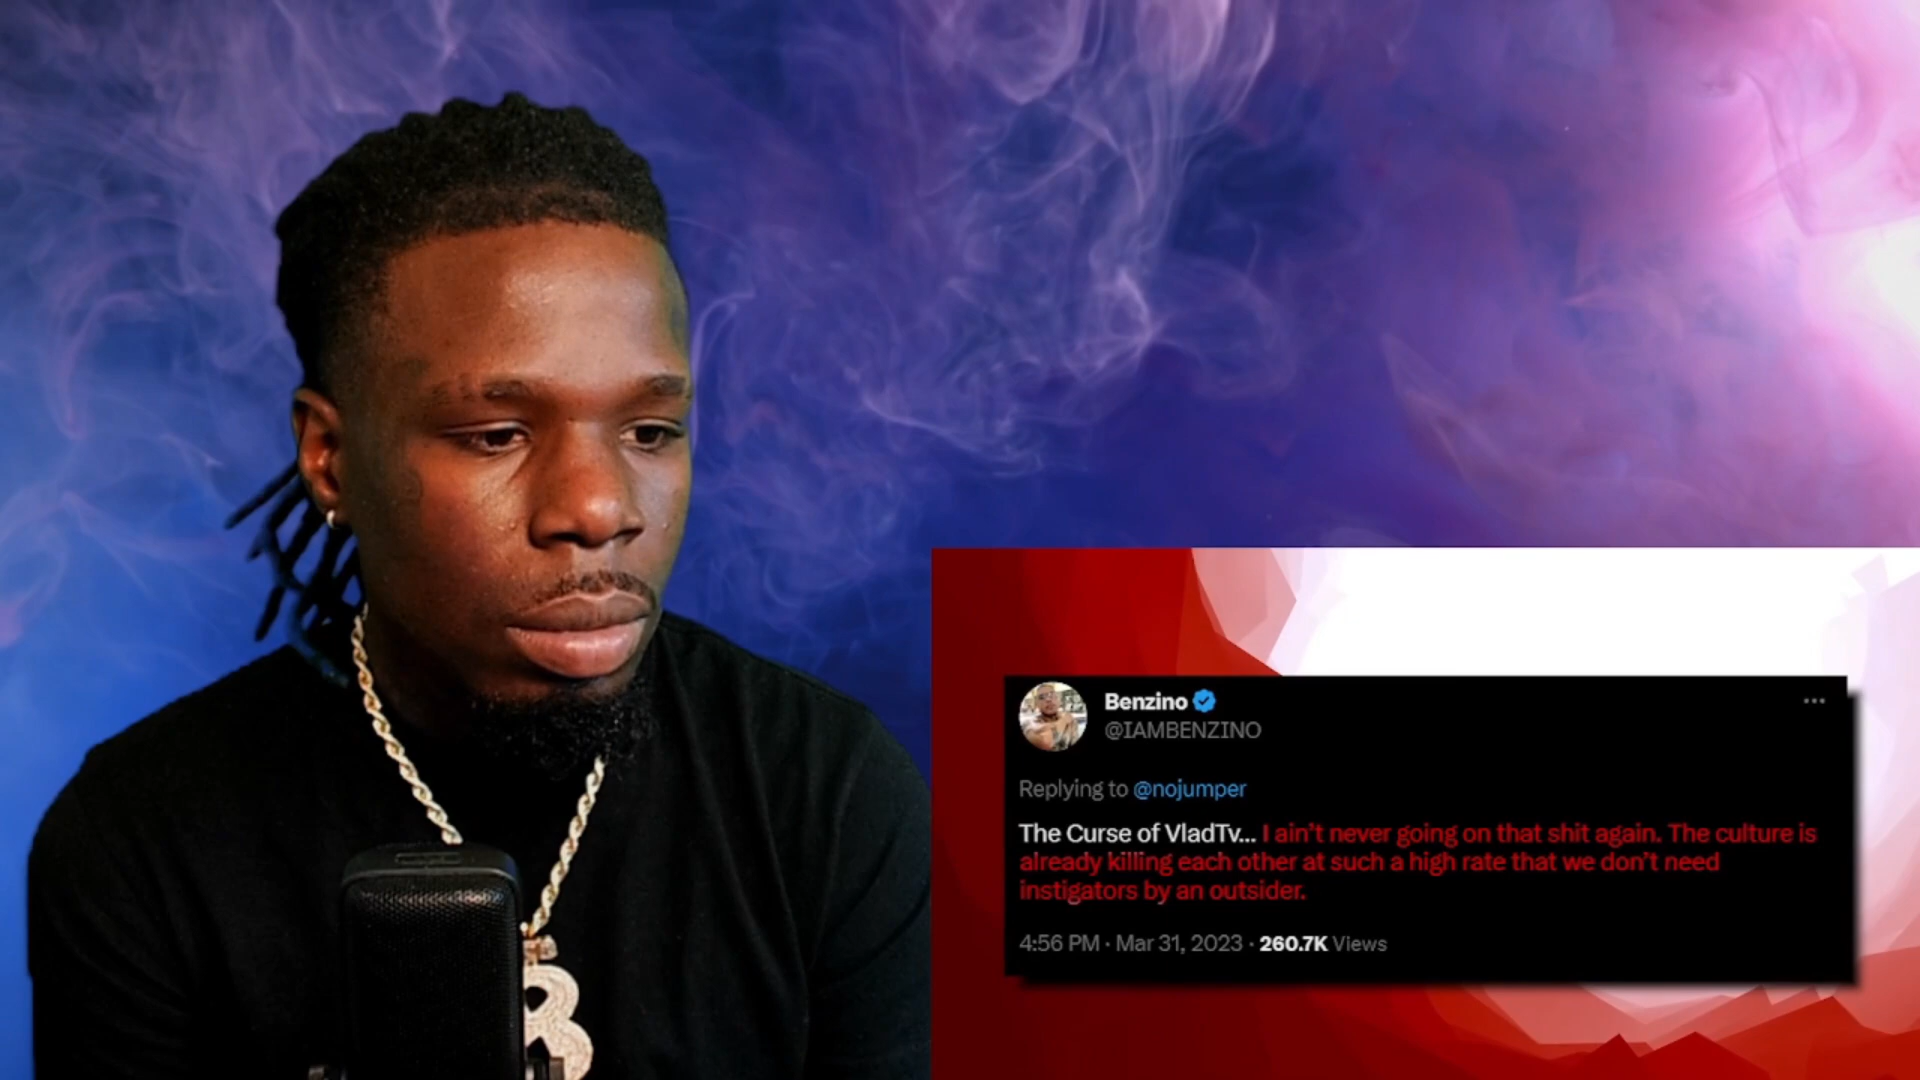 Benzino
@IAMBENZINO
Replying to @nojumper
The Curse of VladTv... I ain't never going on that shit again. The culture is
already killing each other at such a high rate that we don't need
instigators by an outsider.
4:56 PM · Mar 31, 2023 · 260.7K Views
B